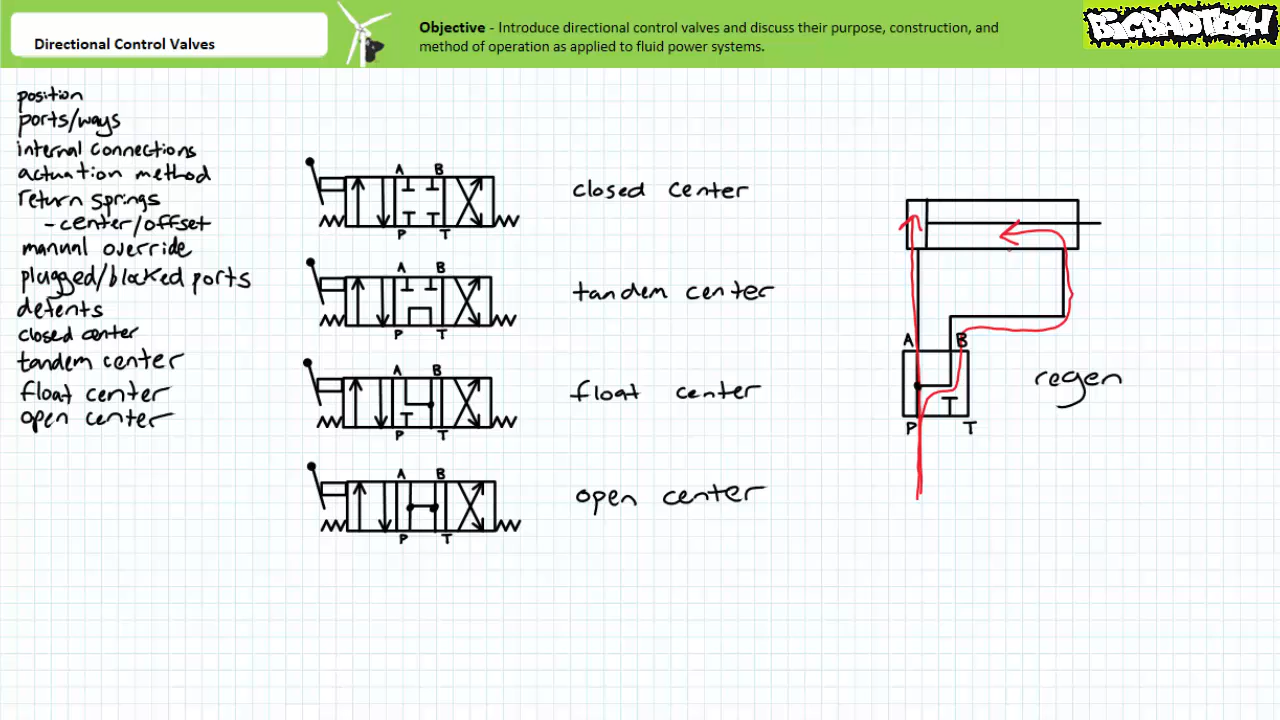 Directional Control Valves
Objective - Introduce directional control valves and discuss their purpose, construction, and
method of operation as applied to fluid power systems.
BIGBADTECH
position
ports/ways
internal connections
actuation method
return springs
- center/offset
manual override
plugged/blocked ports
detents
closed center
tandem center
float center
open center
A B
P T
closed center
A B
P T
tandem center
A B
P T
float center
A B
P T
open center
A B
P T
regen